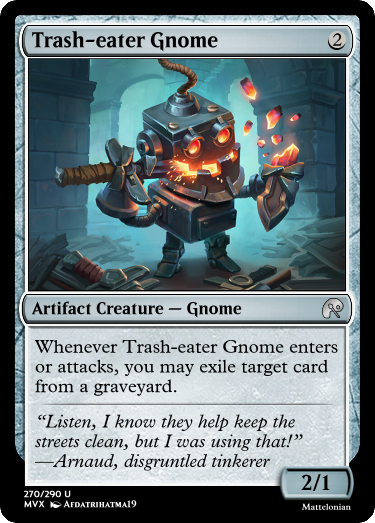 Trash-eater Gnome 2
Artifact Creature — Gnome
Whenever Trash-eater Gnome enters
or attacks, you may exile target card
from a graveyard.
“Listen, I know they help keep the
streets clean, but I was using that!”
—Arnaud, disgruntled tinkerer
2/1
270/290 U
MVX Afdatrihatma19
Mattelonian